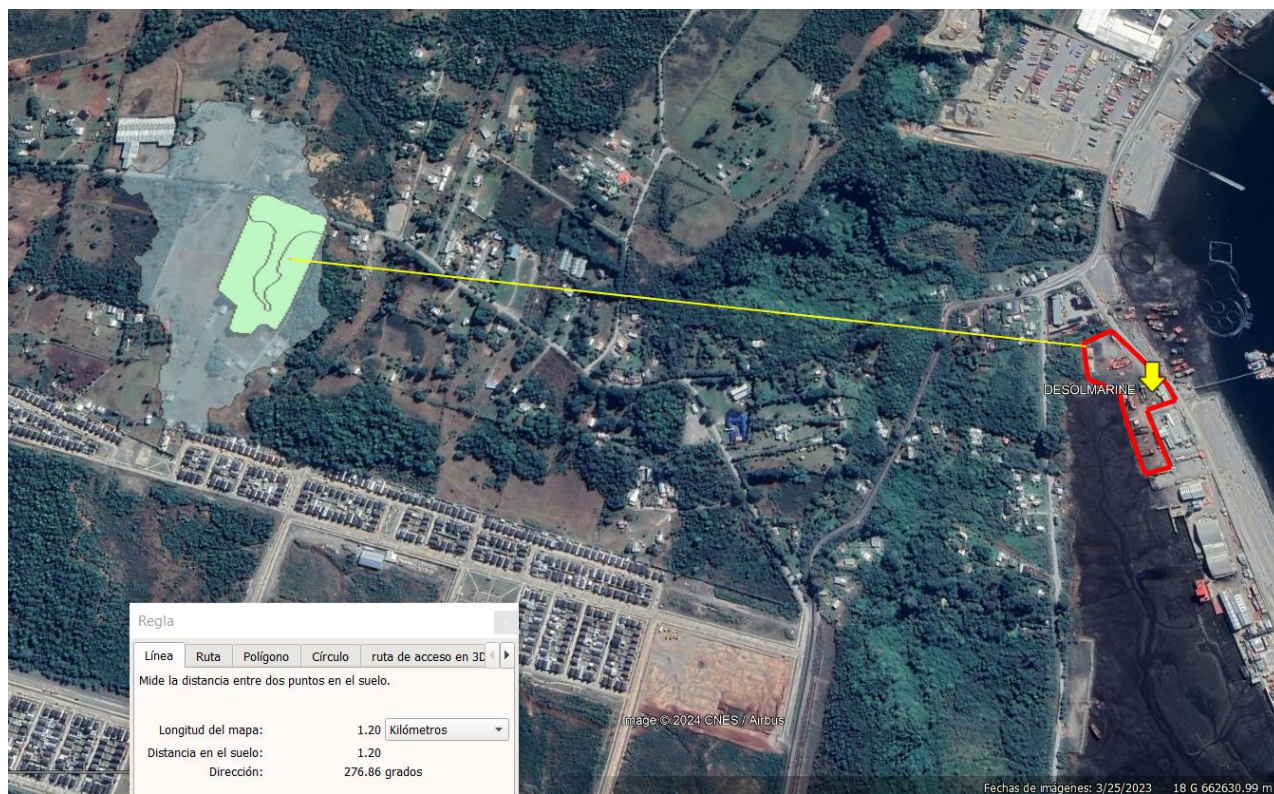 DESOLMARINE
Regla
Línea Ruta Polígono Círculo ruta de acceso en 3D
Mide la distancia entre dos puntos en el suelo.
Longitud del mapa: 1.20 Kilómetros
Distancia en el suelo: 1.20
Dirección: 276.86 grados
Image © 2024 CNES / Airbus
Fechas de imágenes: 3/25/2023 18 G 662630.99 m